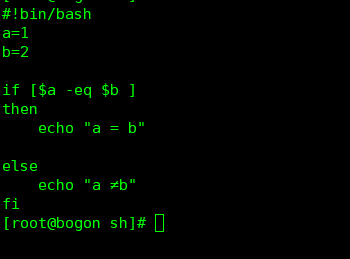 #!bin/bash
a=1
b=2
if [$a -eq $b ]
then
echo "a = b"
else
echo "a ≠b"
fi
[root@bogon sh]#